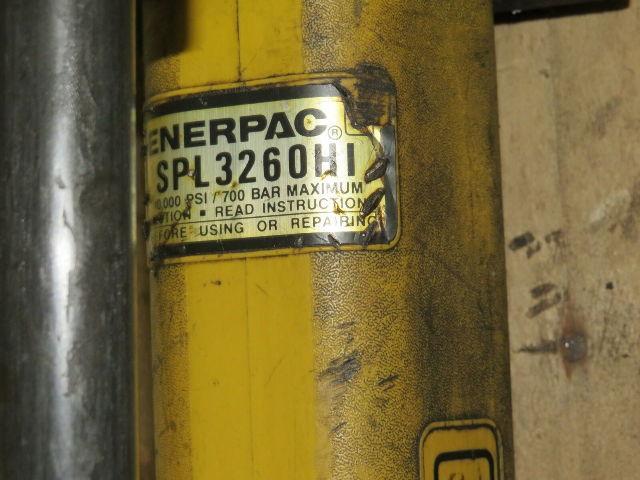 ENERPAC®
SPL3260HI
10,000 PSI / 700 BAR MAXIMUM
READ INSTRUCTION
USING OR REPAIRING